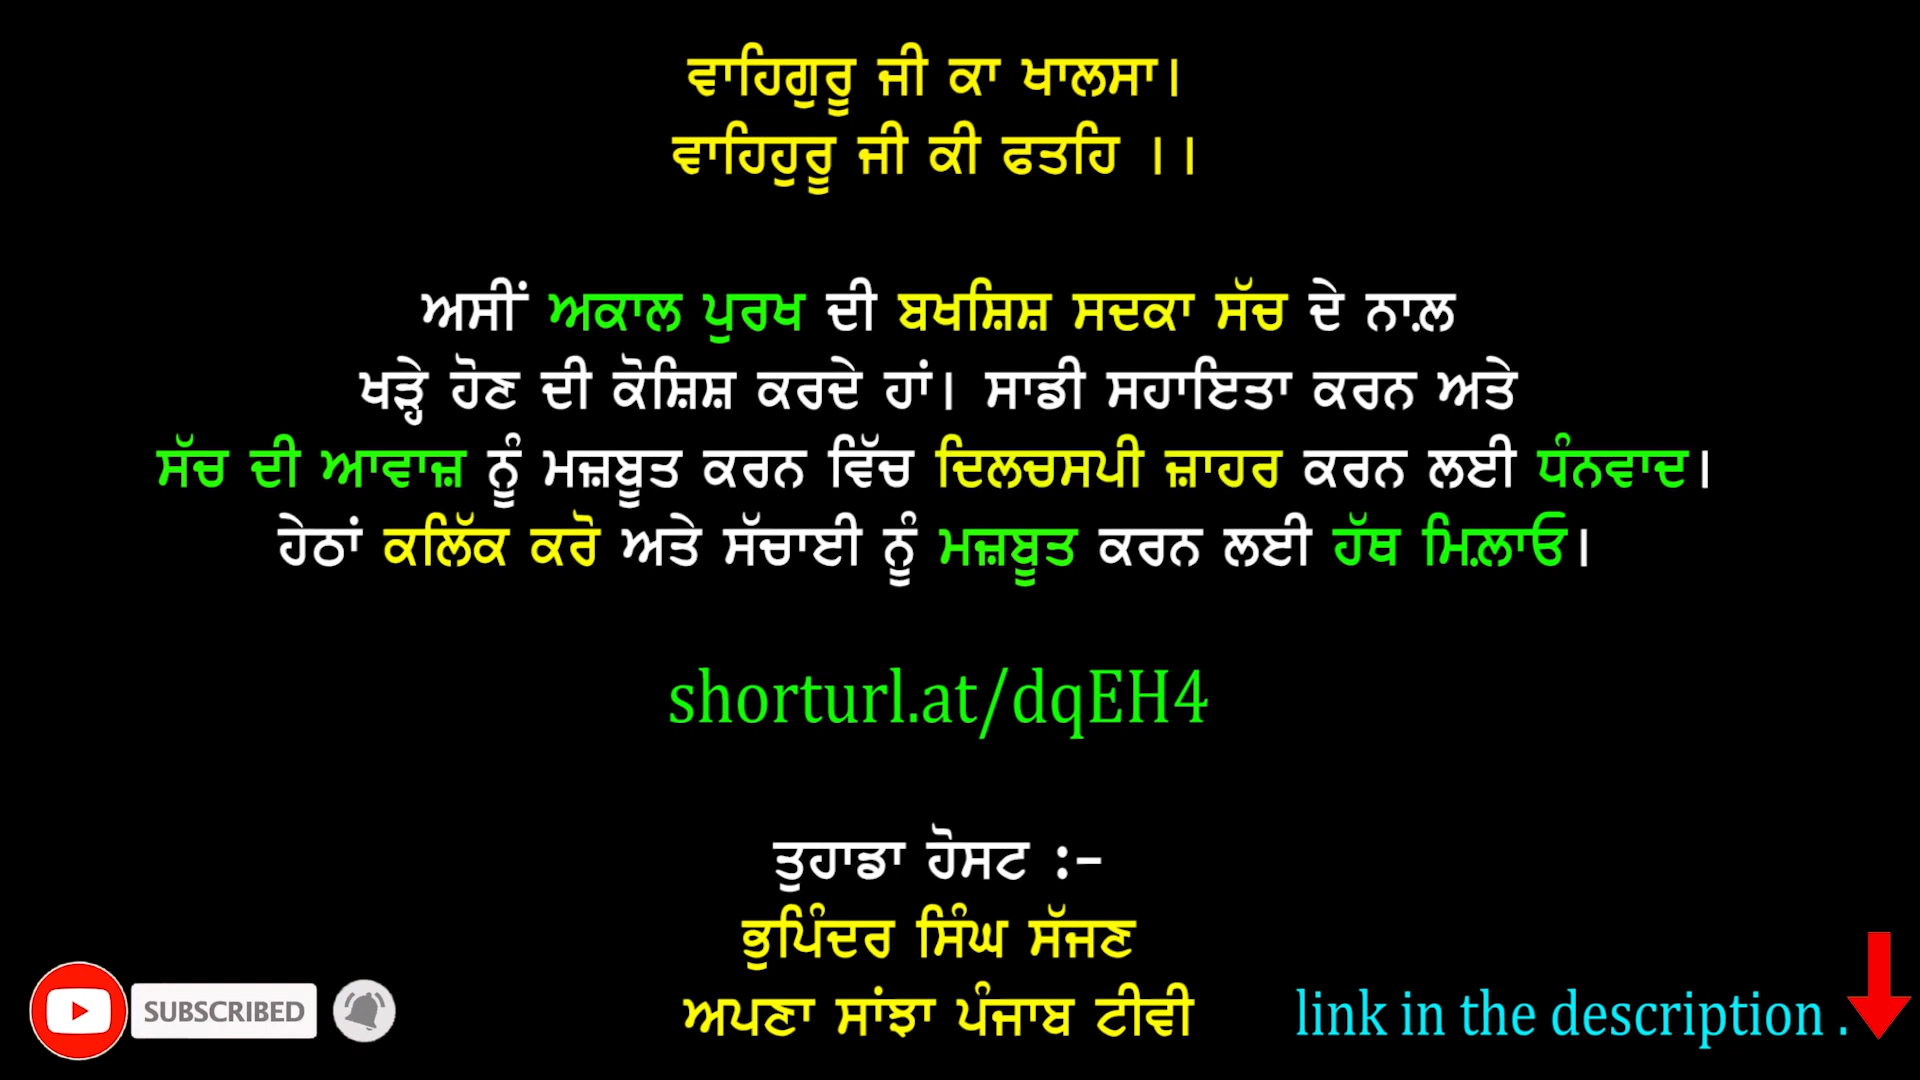 ਵਾਹਿਗੁਰੂ ਜੀ ਕਾ ਖਾਲਸਾ।
ਵਾਹਿਹੁਰੂ ਜੀ ਕੀ ਫਤਹਿ ।।
ਅਸੀਂ ਅਕਾਲ ਪੁਰਖ ਦੀ ਬਖਸ਼ਿਸ਼ ਸਦਕਾ ਸੱਚ ਦੇ ਨਾਲ਼
ਖੜ੍ਹੇ ਹੋਣ ਦੀ ਕੋਸ਼ਿਸ਼ ਕਰਦੇ ਹਾਂ। ਸਾਡੀ ਸਹਾਇਤਾ ਕਰਨ ਅਤੇ
ਸੱਚ ਦੀ ਆਵਾਜ਼ ਨੂੰ ਮਜ਼ਬੂਤ ਕਰਨ ਵਿੱਚ ਦਿਲਚਸਪੀ ਜ਼ਾਹਰ ਕਰਨ ਲਈ ਧੰਨਵਾਦ।
ਹੇਠਾਂ ਕਲਿੱਕ ਕਰੋ ਅਤੇ ਸੱਚਾਈ ਨੂੰ ਮਜ਼ਬੂਤ ਕਰਨ ਲਈ ਹੱਥ ਮਿਲ਼ਾਓ।
shorturl.at/dqEH4
ਤੁਹਾਡਾ ਹੋਸਟ :-
ਭੁਪਿੰਦਰ ਸਿੰਘ ਸੱਜਣ
ਅਪਣਾ ਸਾਂਝਾ ਪੰਜਾਬ ਟੀਵੀ
SUBSCRIBED
link in the description .